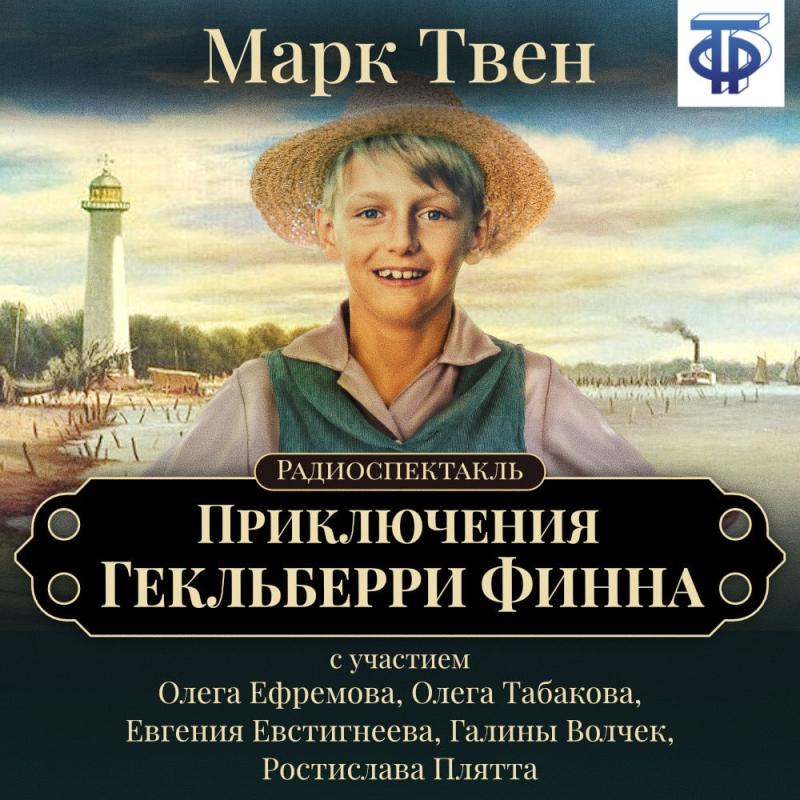 Марк Твен
Радиоспектакль
Приключения
Гекльберри Финна
с участием
Олега Ефремова, Олега Табакова,
Евгения Евстигнеева, Галины Волчек,
Ростислава Плятта